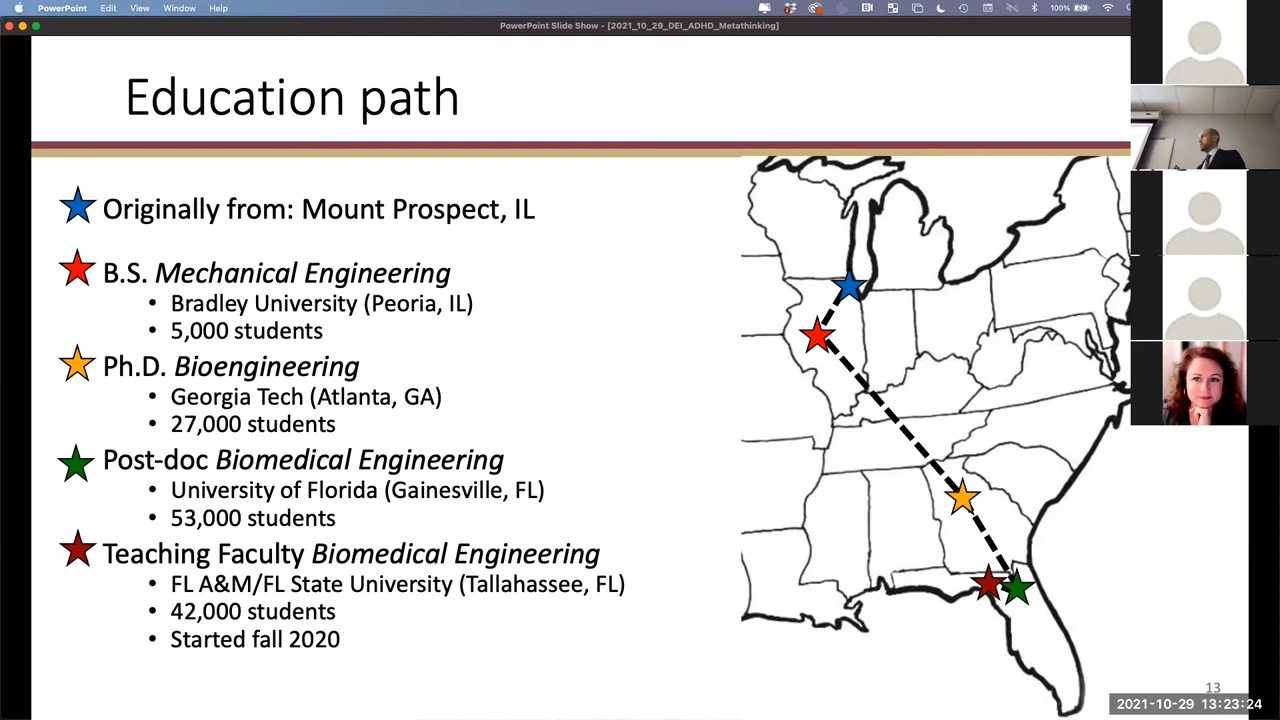 PowerPoint Edit View Window Help
100%
PowerPoint Slide Show - [2021_10_29_DEI_ADHD_Metathinking]
Education path
Originally from: Mount Prospect, IL
B.S. Mechanical Engineering
• Bradley University (Peoria, IL)
• 5,000 students
Ph.D. Bioengineering
• Georgia Tech (Atlanta, GA)
• 27,000 students
Post-doc Biomedical Engineering
• University of Florida (Gainesville, FL)
• 53,000 students
Teaching Faculty Biomedical Engineering
• FL A&M/FL State University (Tallahassee, FL)
• 42,000 students
• Started fall 2020
13
2021-10-29 13:23:24